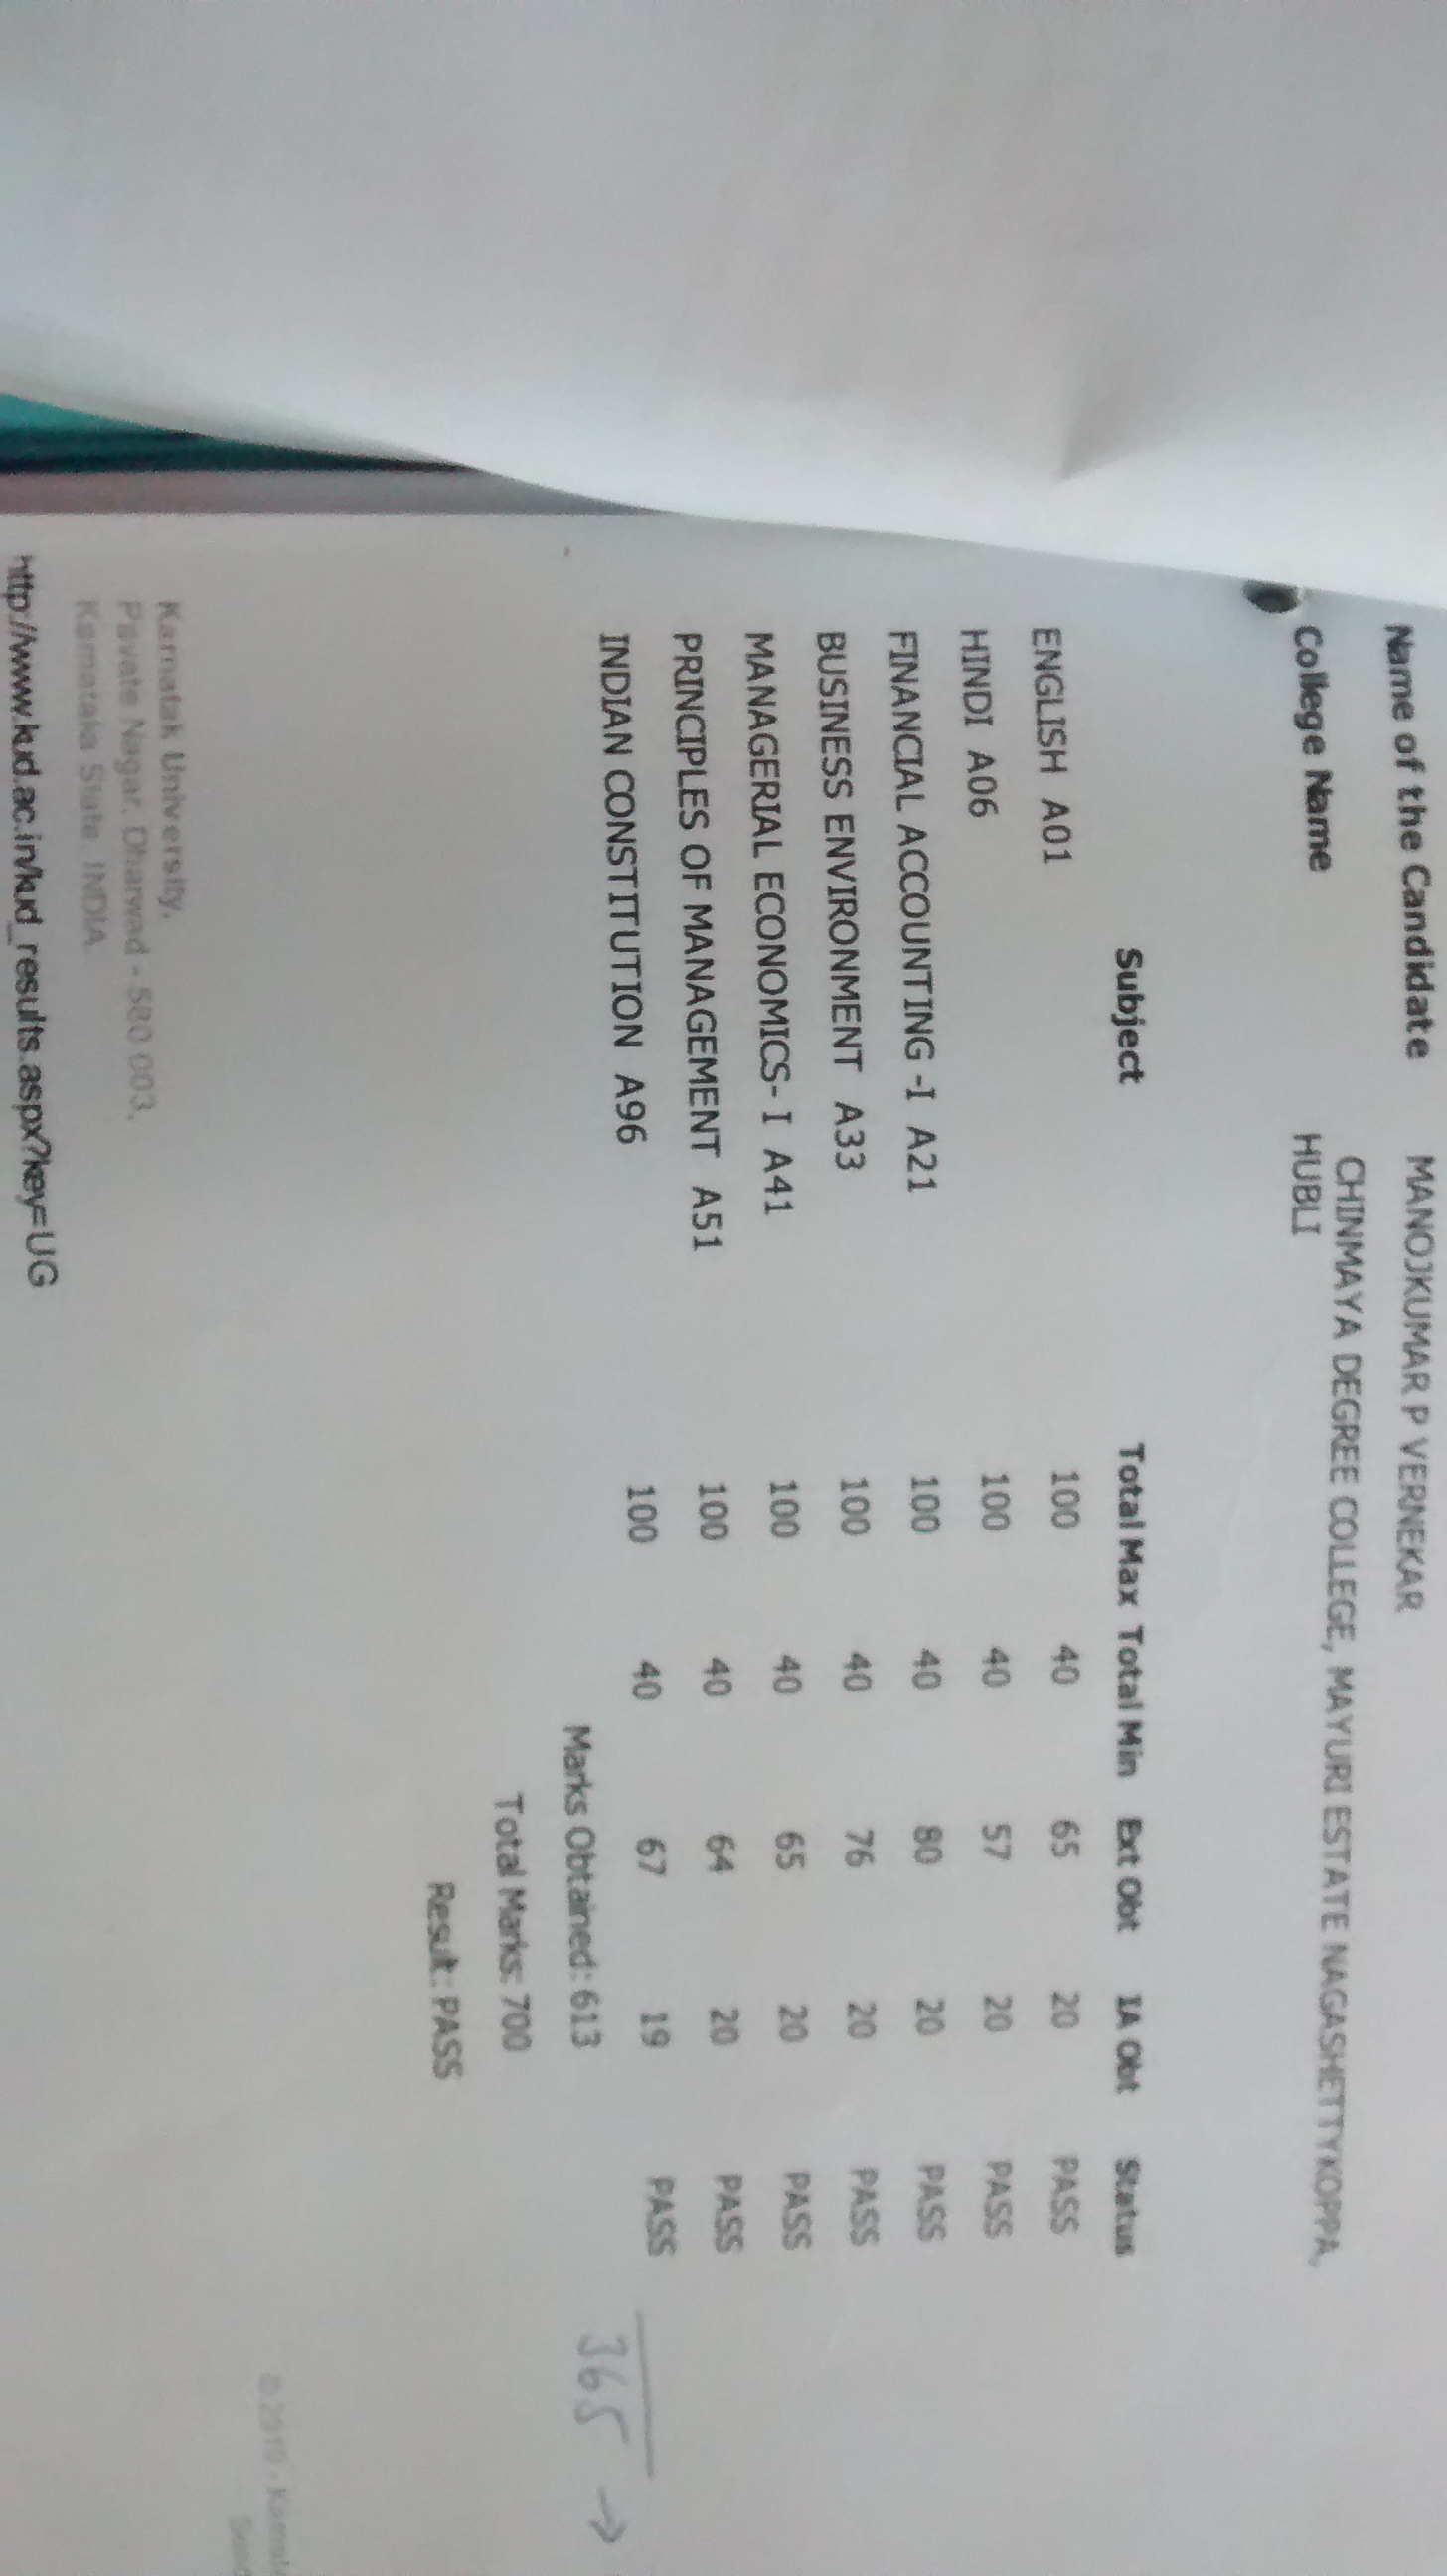 Name of the Candidate MANOJKUMAR P VERNEKAR
College Name CHINMAYA DEGREE COLLEGE, MAYURI ESTATE NAGASHETTYKOPPA,
HUBLI
Subject Total Max Total Min Ext Obt IA Obt Status
ENGLISH A01 100 40 65 20 PASS
HINDI A06 100 40 57 20 PASS
FINANCIAL ACCOUNTING -I A21 100 40 80 20 PASS
BUSINESS ENVIRONMENT A33 100 40 76 20 PASS
MANAGERIAL ECONOMICS- I A41 100 40 65 20 PASS
PRINCIPLES OF MANAGEMENT A51 100 40 64 20 PASS
INDIAN CONSTITUTION A96 100 40 67 19 PASS
Marks Obtained: 613
365 →
Total Marks: 700
Result: PASS
Karnatak University,
Pavate Nagar, Dharwad - 580 003.
Karnataka State. INDIA.
http://www.kud.ac.in/kud_results.aspx?key=UG